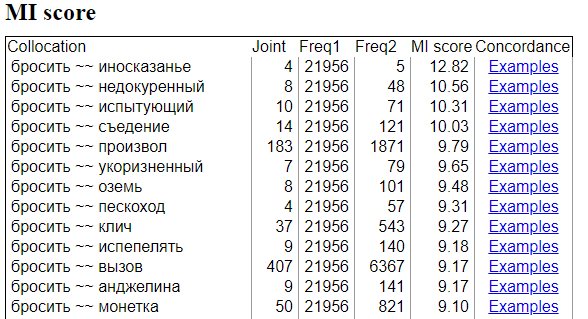 MI score
Collocation Joint Freq1 Freq2 MI score Concordance
бросить ~~ иносказанье 4 21956 5 12.82 Examples
бросить ~~ недокуренный 8 21956 48 10.56 Examples
бросить ~~ испытующий 10 21956 71 10.31 Examples
бросить ~~ съедение 14 21956 121 10.03 Examples
бросить ~~ произвол 183 21956 1871 9.79 Examples
бросить ~~ укоризненный 7 21956 79 9.65 Examples
бросить ~~ оземь 8 21956 101 9.48 Examples
бросить ~~ пескоход 4 21956 57 9.31 Examples
бросить ~~ клич 37 21956 543 9.27 Examples
бросить ~~ испепелять 9 21956 140 9.18 Examples
бросить ~~ вызов 407 21956 6367 9.17 Examples
бросить ~~ анджелина 9 21956 141 9.17 Examples
бросить ~~ монетка 50 21956 821 9.10 Examples